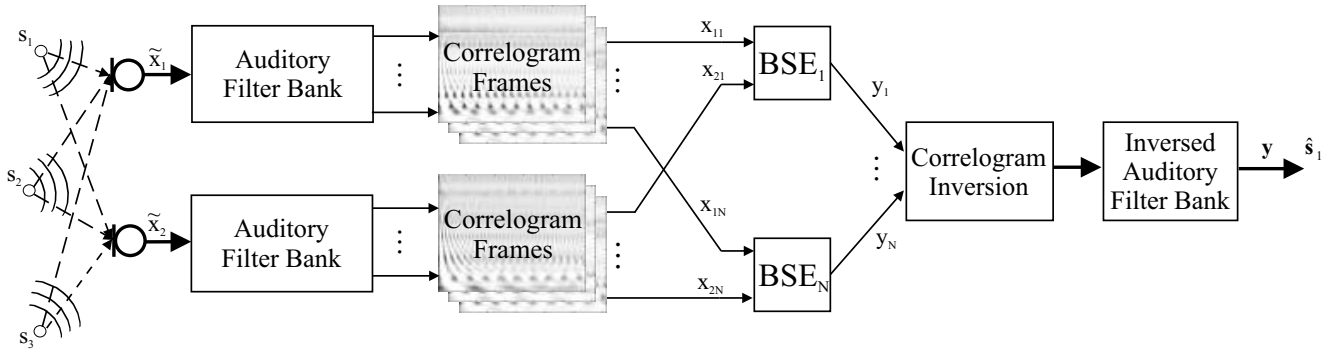 s₁
s₂
s₃
x̃₁
x̃₂
Auditory
Filter Bank
⋮
Correlogram
Frames
⋮
Auditory
Filter Bank
⋮
Correlogram
Frames
⋮
x₁₁
x₂₁
x₁N
x₂N
BSE₁
BSEN
y₁
⋮
yN
Correlogram
Inversion
Inversed
Auditory
Filter Bank
y
ŝ₁